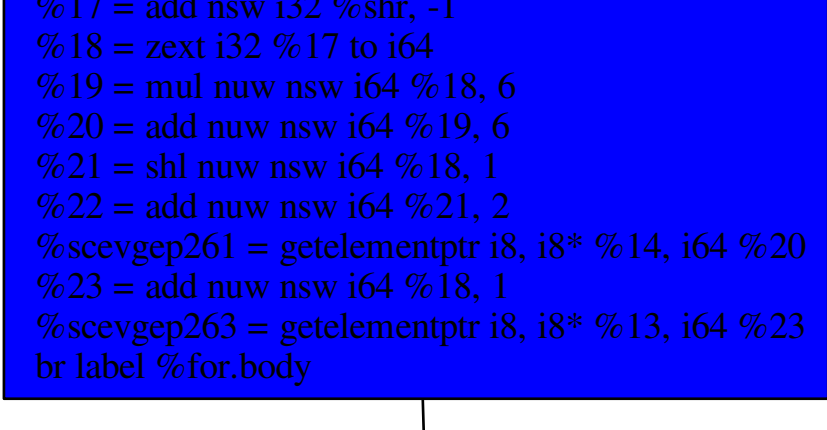 %17 = add nsw i32 %shr, -1
%18 = zext i32 %17 to i64
%19 = mul nuw nsw i64 %18, 6
%20 = add nuw nsw i64 %19, 6
%21 = shl nuw nsw i64 %18, 1
%22 = add nuw nsw i64 %21, 2
%scevgep261 = getelementptr i8, i8* %14, i64 %20
%23 = add nuw nsw i64 %18, 1
%scevgep263 = getelementptr i8, i8* %13, i64 %23
br label %for.body